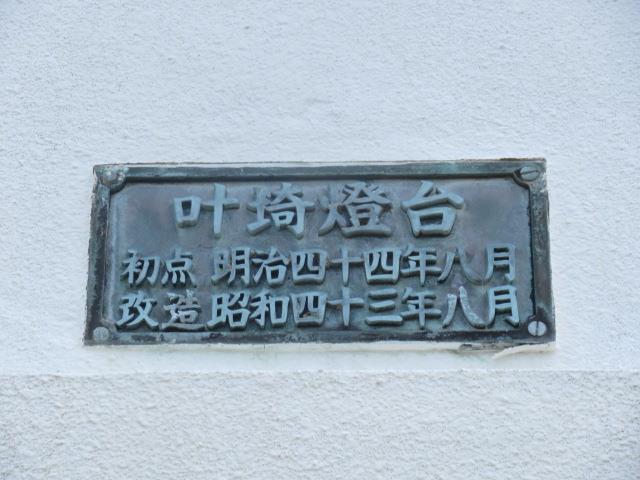 叶埼燈台
初点 明治四十四年八月
改造 昭和四十三年八月